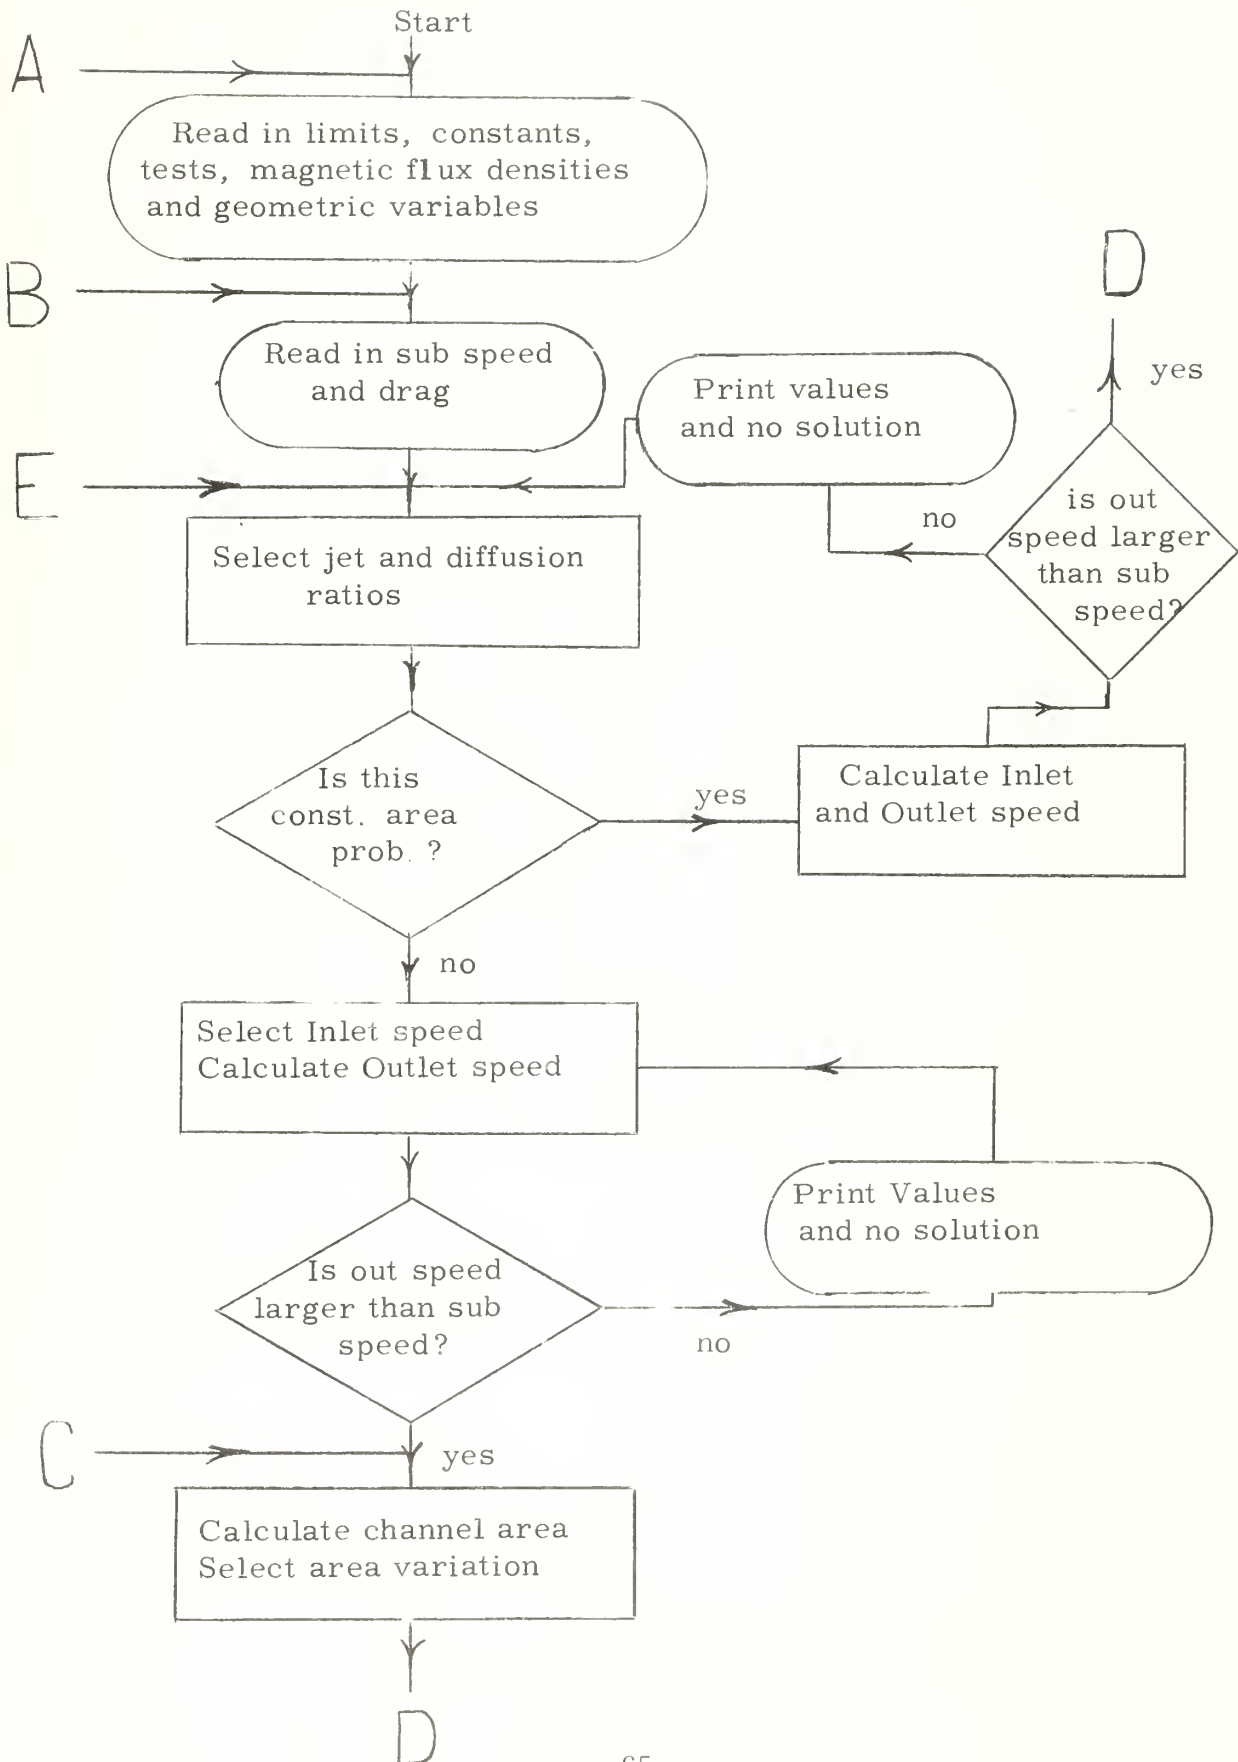 Start
A
Read in limits, constants,
tests, magnetic flux densities
and geometric variables
B
D
Read in sub speed
and drag
Print values
and no solution
yes
E
no
is out
speed larger
than sub
speed?
Select jet and diffusion
ratios
Is this
const. area
prob. ?
yes
Calculate Inlet
and Outlet speed
no
Select Inlet speed
Calculate Outlet speed
Print Values
and no solution
Is out speed
larger than sub
speed?
no
C
yes
Calculate channel area
Select area variation
D
65